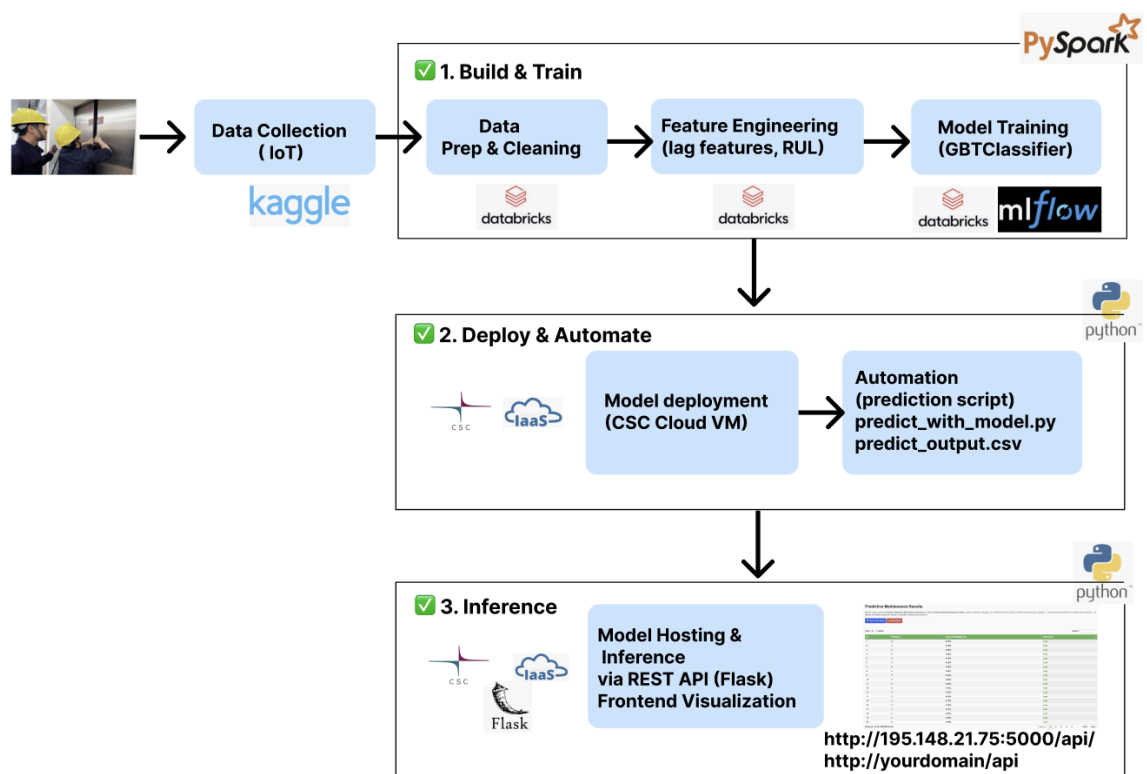 PySpark
1. Build & Train
Data Collection
( IoT)
kaggle
Data
Prep & Cleaning
databricks
Feature Engineering
(lag features, RUL)
databricks
Model Training
(GBTClassifier)
databricks
mlflow
python
2. Deploy & Automate
CSC
IaaS
Model deployment
(CSC Cloud VM)
Automation
(prediction script)
predict_with_model.py
predict_output.csv
python
3. Inference
CSC
IaaS
Flask
Model Hosting &
Inference
via REST API (Flask)
Frontend Visualization
Predictive Maintenance Results
http://195.148.21.75:5000/api/
http://yourdomain/api